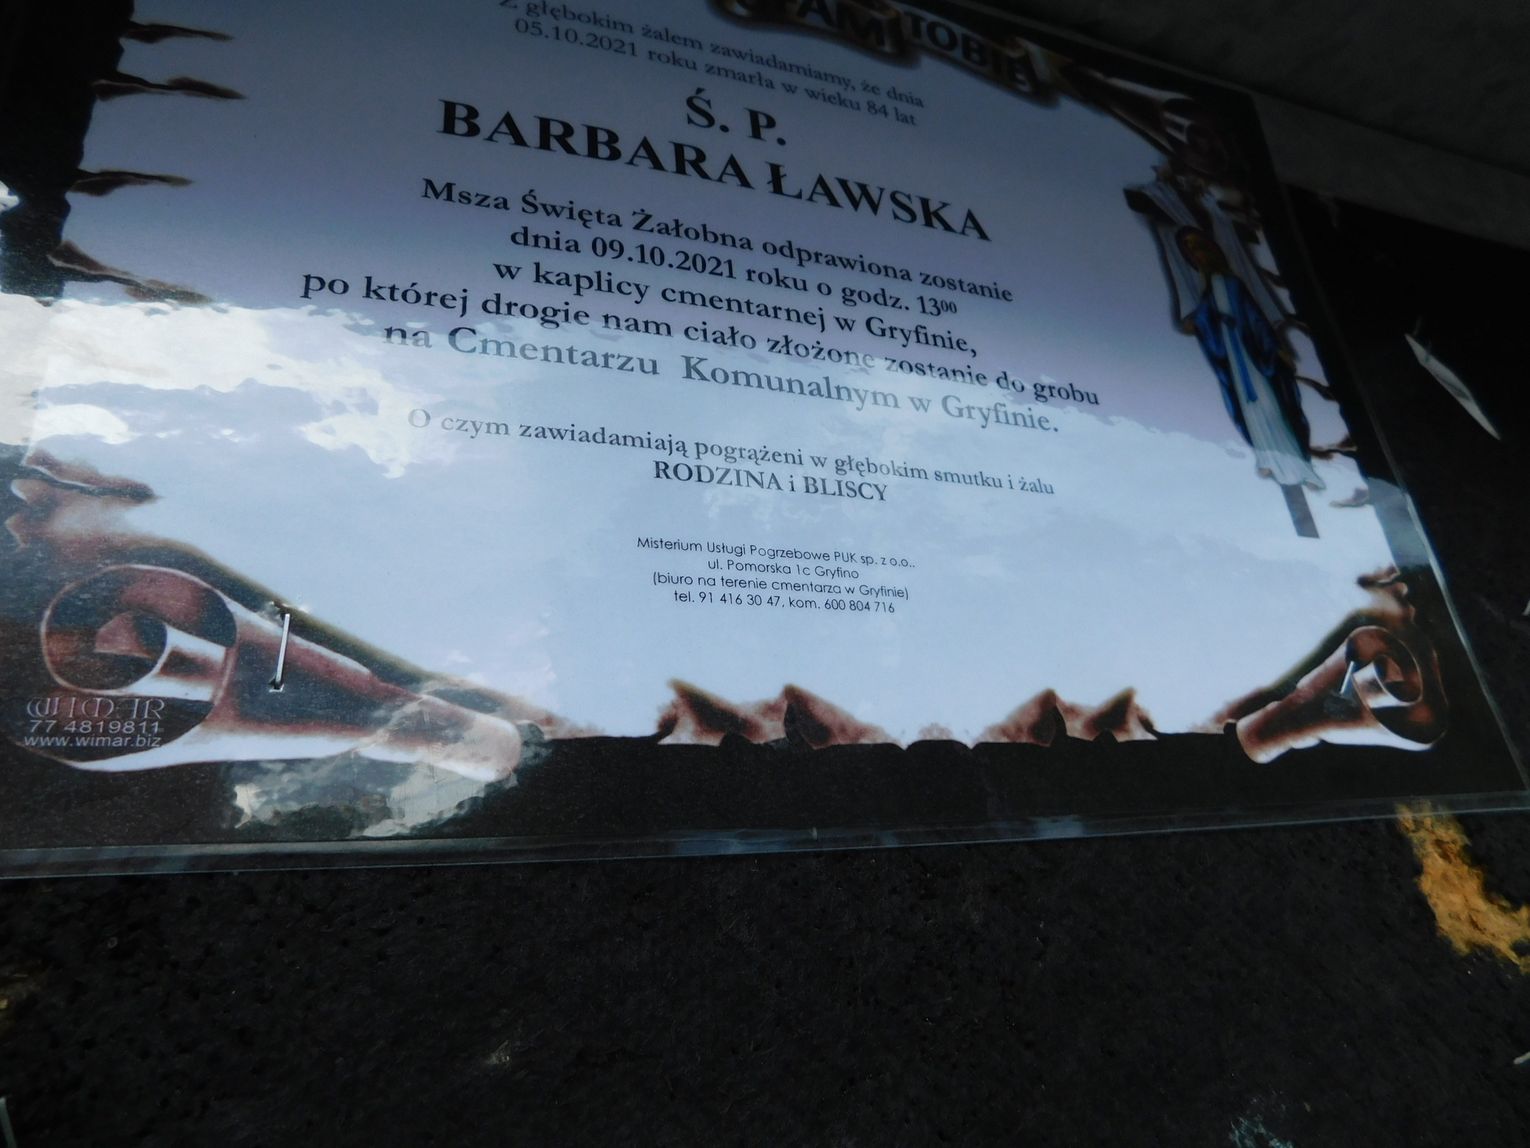 TOBIE
Z głębokim żalem zawiadamiamy, że dnia
05.10.2021 roku zmarła w wieku 84 lat
Ś. P.
BARBARA ŁAWSKA
Msza Święta Żałobna odprawiona zostanie
dnia 09.10.2021 roku o godz. 13⁰⁰
w kaplicy cmentarnej w Gryfinie,
po której drogie nam ciało złożone zostanie do grobu
na Cmentarzu Komunalnym w Gryfinie.
O czym zawiadamiają pogrążeni w głębokim smutku i żalu
RODZINA i BLISCY
Misterium Usługi Pogrzebowe PUK sp. z o.o..
ul. Pomorska 1c Gryfino
(biuro na terenie cmentarza w Gryfinie)
tel. 91 416 30 47, kom. 600 804 716
WIMAR
77 4819811
www.wimar.biz